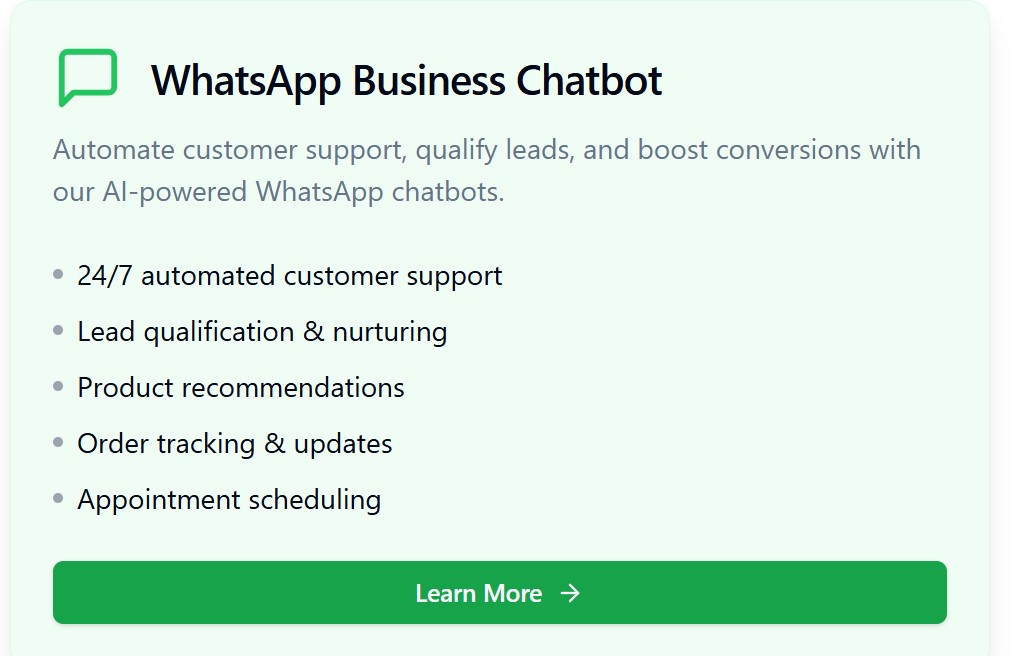 WhatsApp Business Chatbot
Automate customer support, qualify leads, and boost conversions with
our AI-powered WhatsApp chatbots.
24/7 automated customer support
Lead qualification & nurturing
Product recommendations
Order tracking & updates
Appointment scheduling
Learn More →